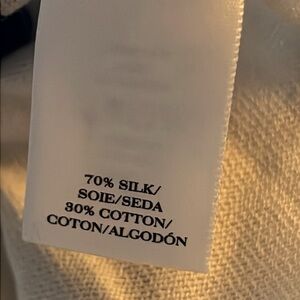 70% SILK/
SOIE/SEDA
30% COTTON/
COTON/ALGODÓN